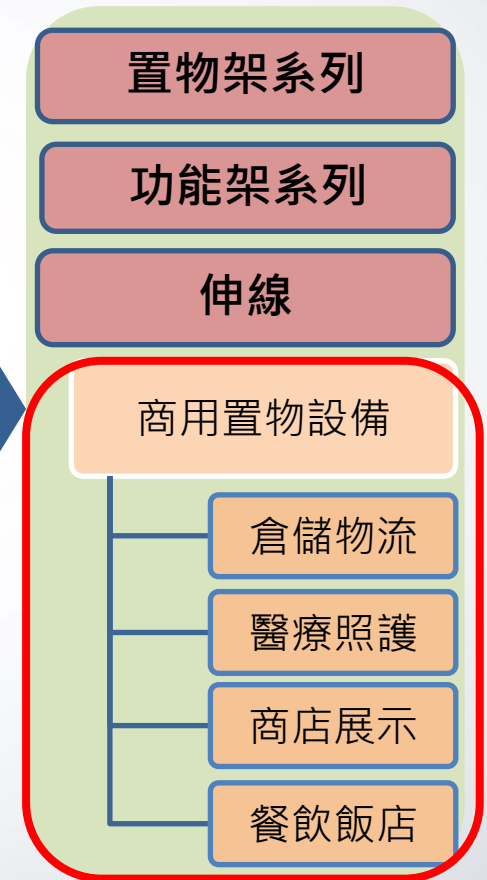 置物架系列
功能架系列
伸線
商用置物設備
倉儲物流
醫療照護
商店展示
餐飲飯店